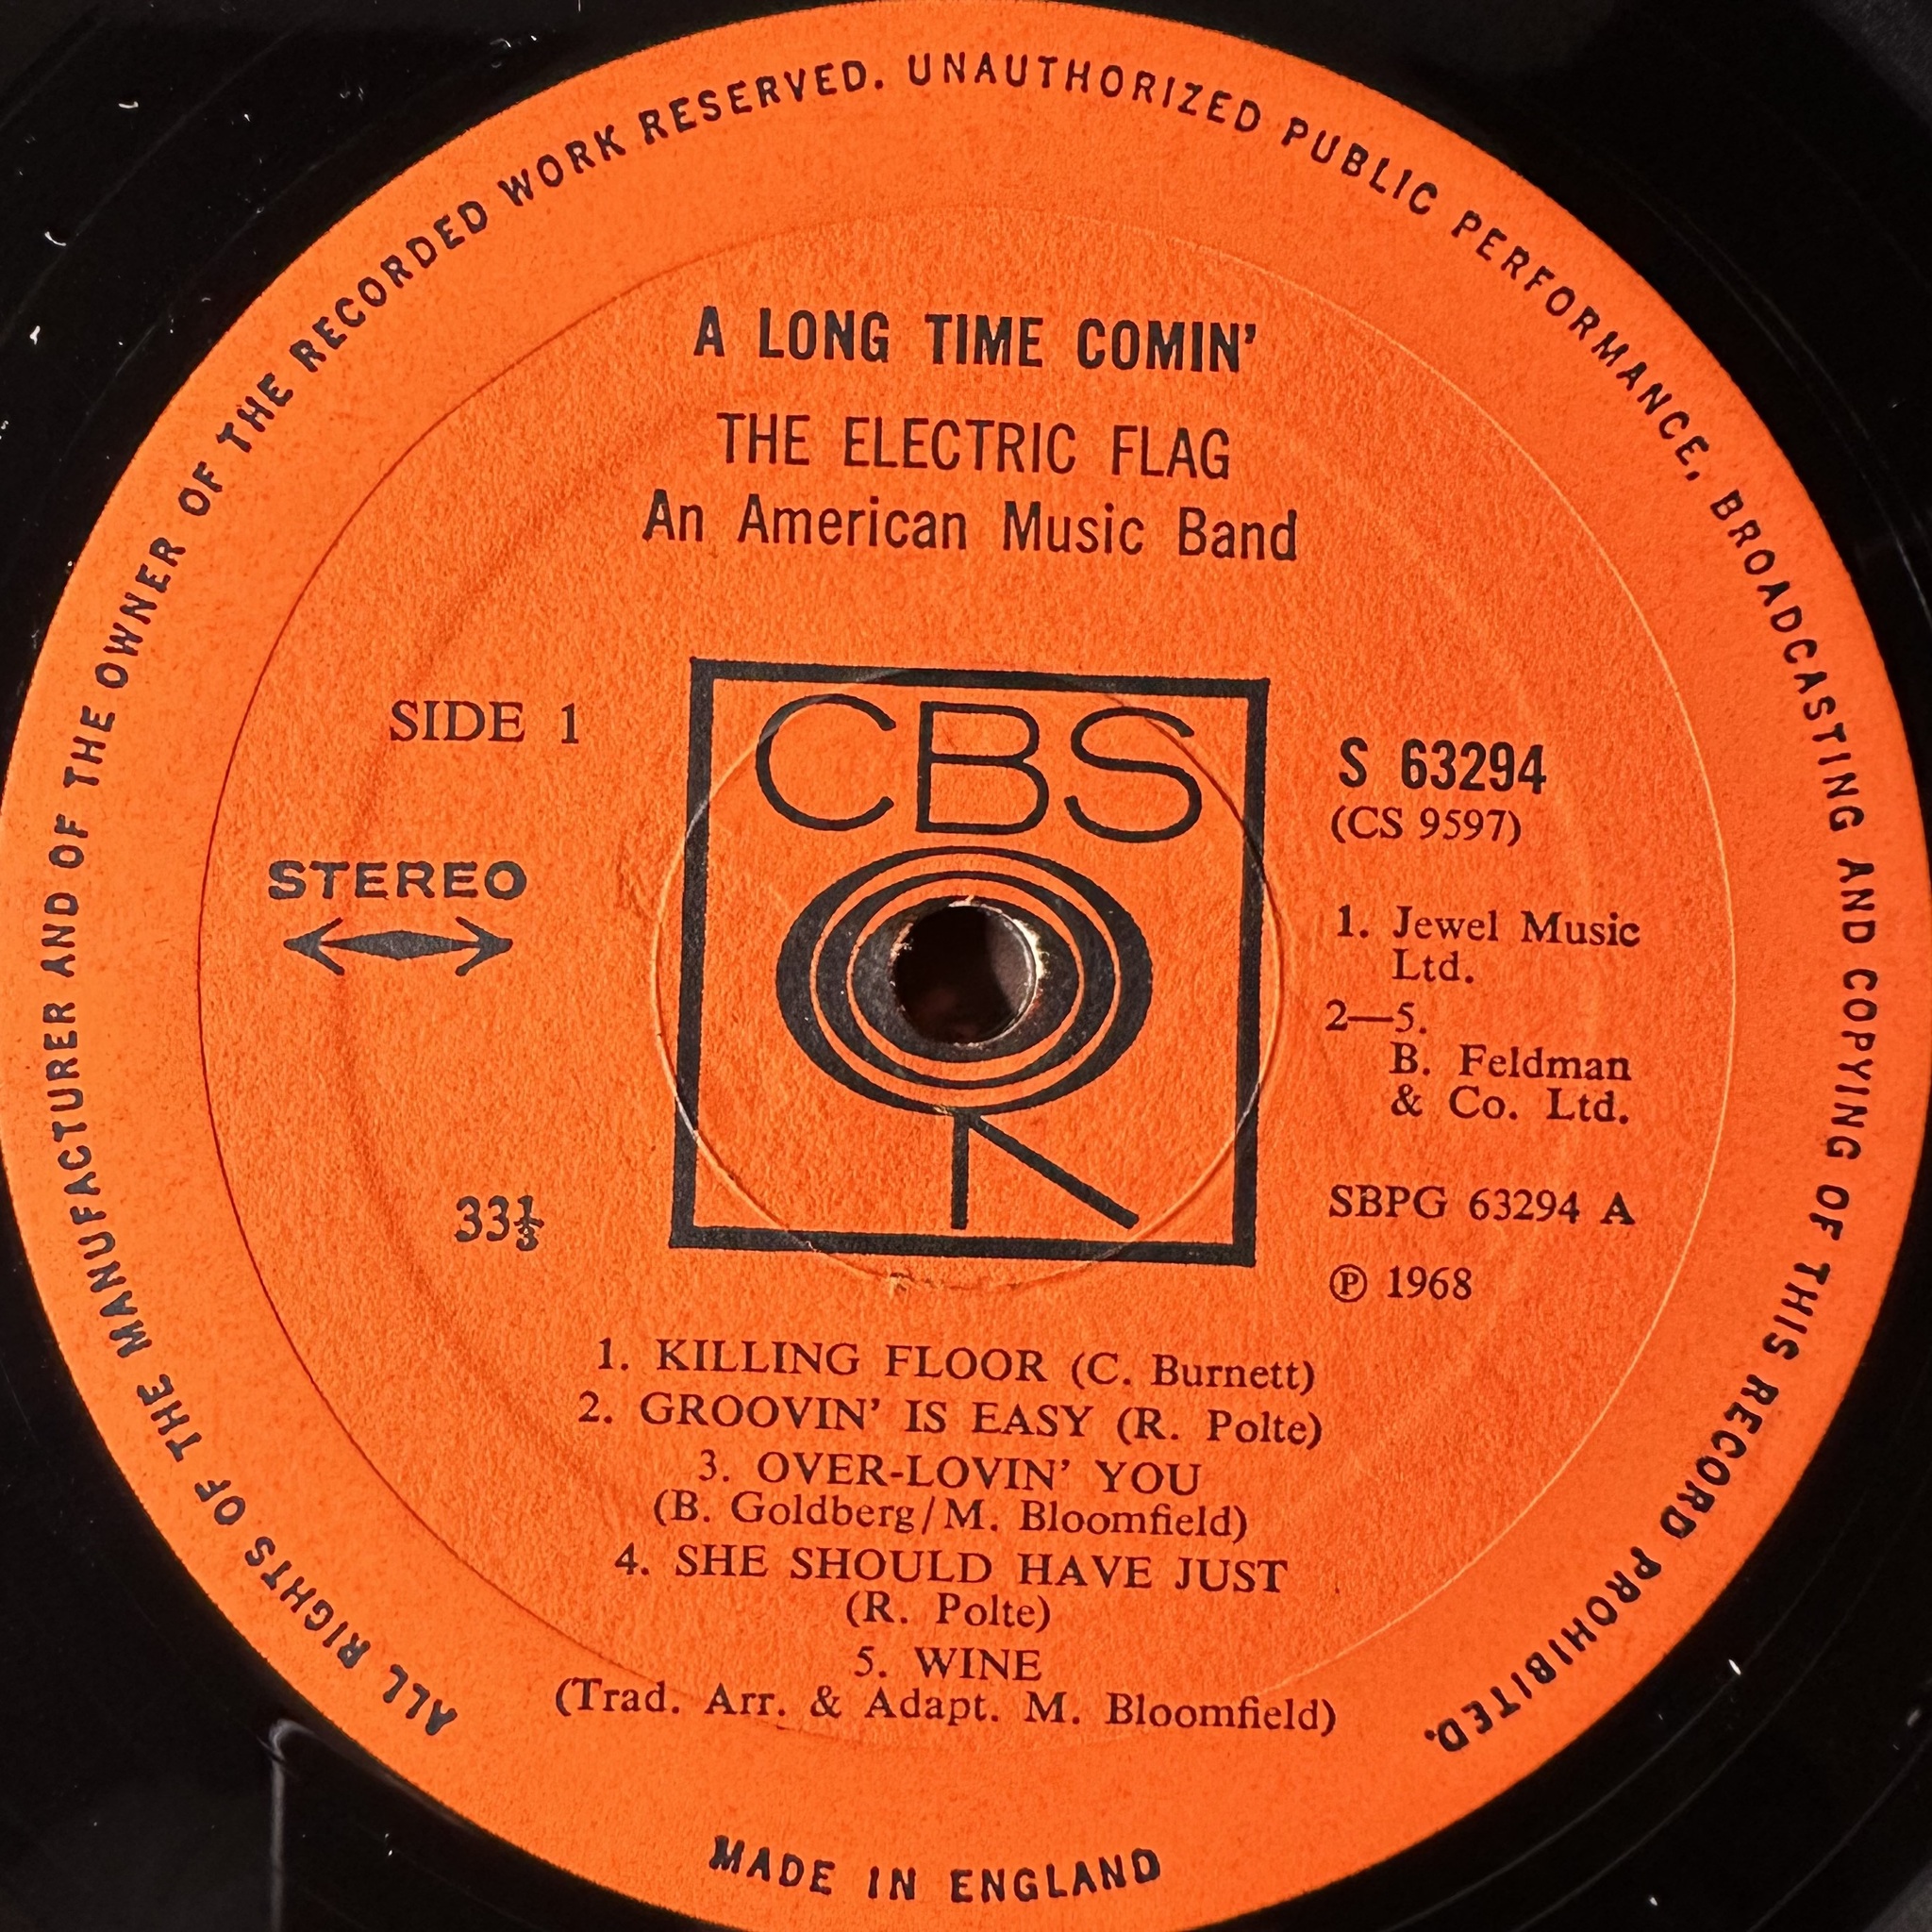 ALL RIGHTS OF THE MANUFACTURER AND OF THE OWNER OF THE RECORDED WORK RESERVED. UNAUTHORIZED PUBLIC PERFORMANCE, BROADCASTING AND COPYING OF THIS RECORD PROHIBITED.
A LONG TIME COMIN'
THE ELECTRIC FLAG
An American Music Band
SIDE 1
STEREO
33⅓
CBS
S 63294
(CS 9597)
1. Jewel Music
Ltd.
2—5.
B. Feldman
& Co. Ltd.
SBPG 63294 A
℗ 1968
1. KILLING FLOOR (C. Burnett)
2. GROOVIN' IS EASY (R. Polte)
3. OVER-LOVIN' YOU
(B. Goldberg/M. Bloomfield)
4. SHE SHOULD HAVE JUST
(R. Polte)
5. WINE
(Trad. Arr. & Adapt. M. Bloomfield)
MADE IN ENGLAND